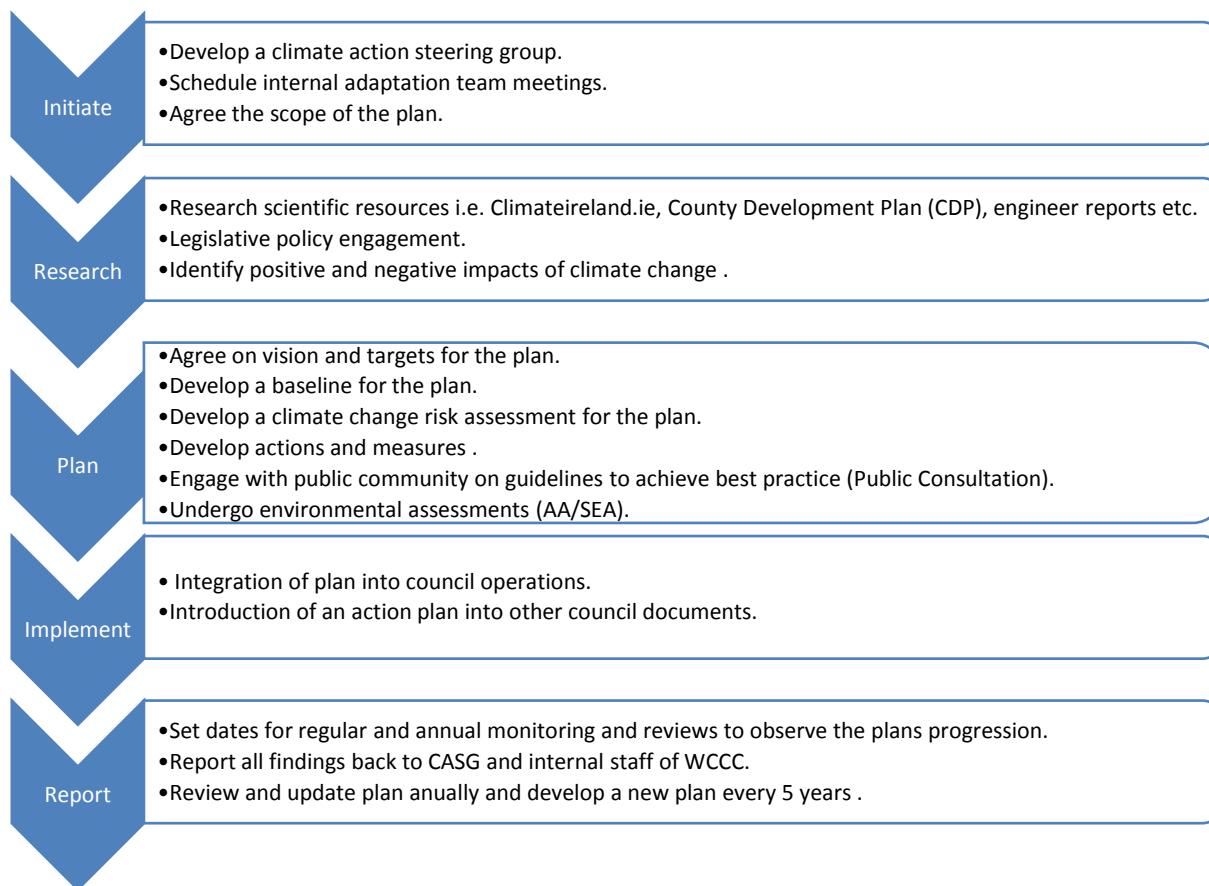 Initiate
•Develop a climate action steering group.
•Schedule internal adaptation team meetings.
•Agree the scope of the plan.
Research
•Research scientific resources i.e. Climateireland.ie, County Development Plan (CDP), engineer reports etc.
•Legislative policy engagement.
•Identify positive and negative impacts of climate change .
Plan
•Agree on vision and targets for the plan.
•Develop a baseline for the plan.
•Develop a climate change risk assessment for the plan.
•Develop actions and measures .
•Engage with public community on guidelines to achieve best practice (Public Consultation).
•Undergo environmental assessments (AA/SEA).
Implement
• Integration of plan into council operations.
•Introduction of an action plan into other council documents.
Report
•Set dates for regular and annual monitoring and reviews to observe the plans progression.
•Report all findings back to CASG and internal staff of WCCC.
•Review and update plan anually and develop a new plan every 5 years .